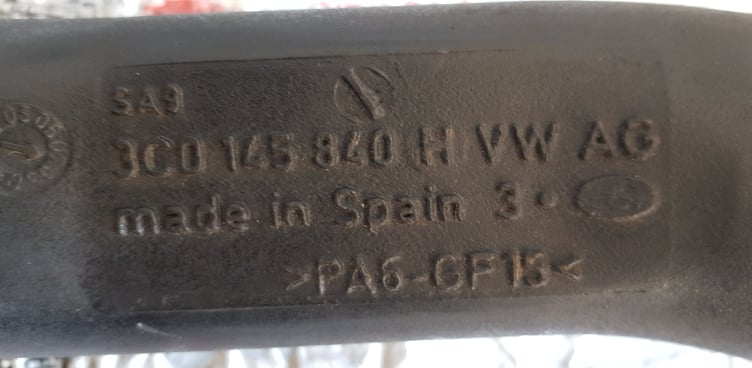 SA9
3C0 145 840 H VW AG
made in Spain 3
>PA6-GF15<